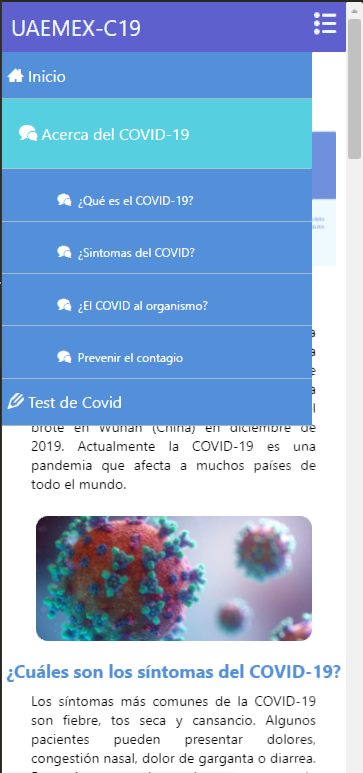 UAEMEX-C19
Inicio
Acerca del COVID-19
¿Qué es el COVID-19?
¿Sintomas del COVID?
¿El COVID al organismo?
Prevenir el contagio
Test de Covid
brote en Wuhan (China) en diciembre de
2019. Actualmente la COVID-19 es una
pandemia que afecta a muchos países de
todo el mundo.
¿Cuáles son los síntomas del COVID-19?
Los síntomas más comunes de la COVID-19
son fiebre, tos seca y cansancio. Algunos
pacientes pueden presentar dolores,
congestión nasal, dolor de garganta o diarrea.